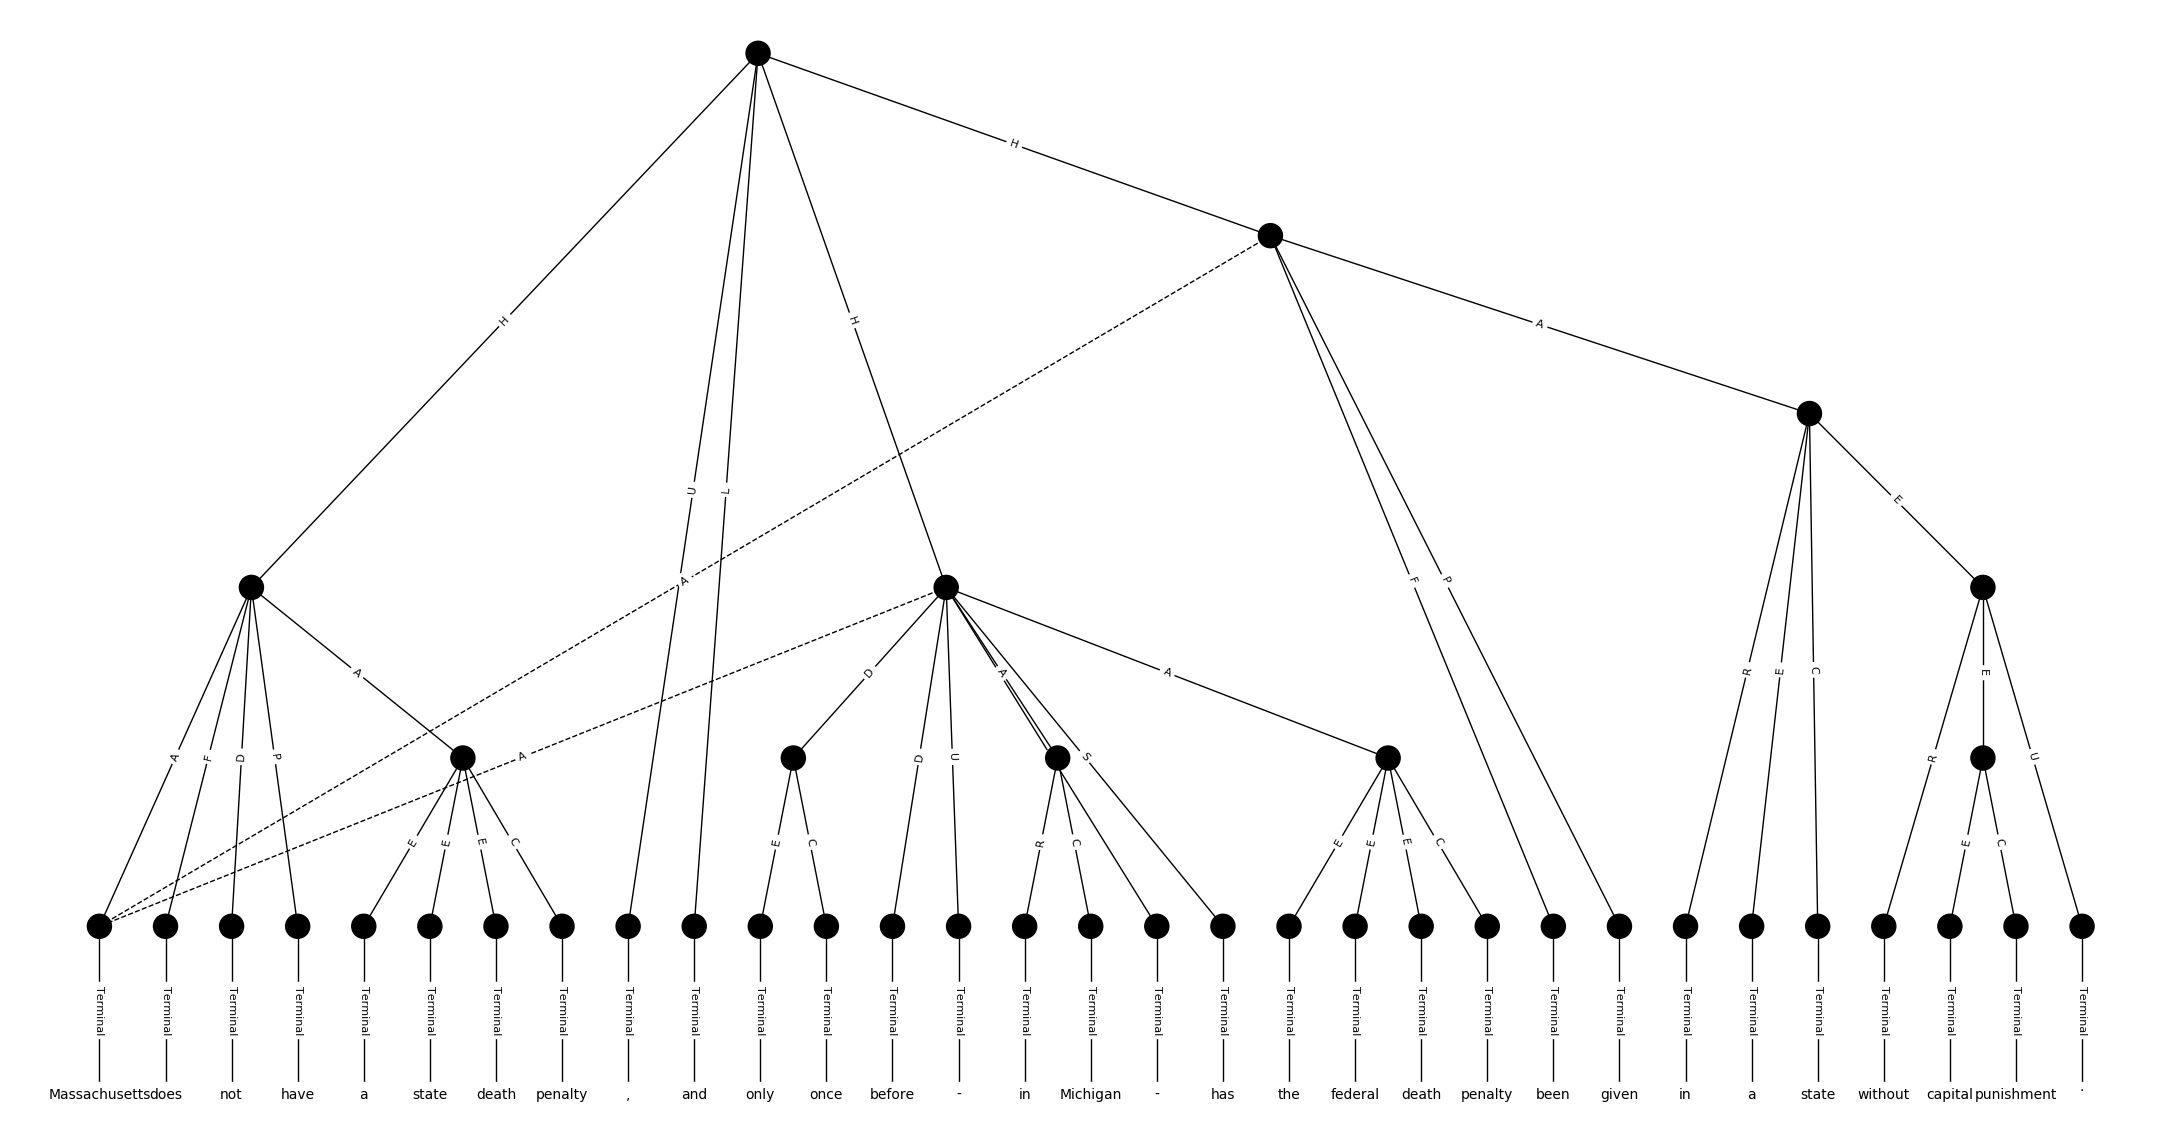 H
A
H
H
A
U
L
A
E
A
D
A
A
R
E
C
E
A
F
D
P
A
D
U
S
F
P
R
U
E
E
E
C
E
C
R
C
E
E
E
C
E
C
Terminal Terminal Terminal Terminal Terminal Terminal Terminal Terminal Terminal Terminal Terminal Terminal Terminal Terminal Terminal Terminal Terminal Terminal Terminal Terminal Terminal Terminal Terminal Terminal Terminal Terminal Terminal Terminal Terminal Terminal Terminal
Massachusetts does not have a state death penalty , and only once before - in Michigan - has the federal death penalty been given in a state without capital punishment .